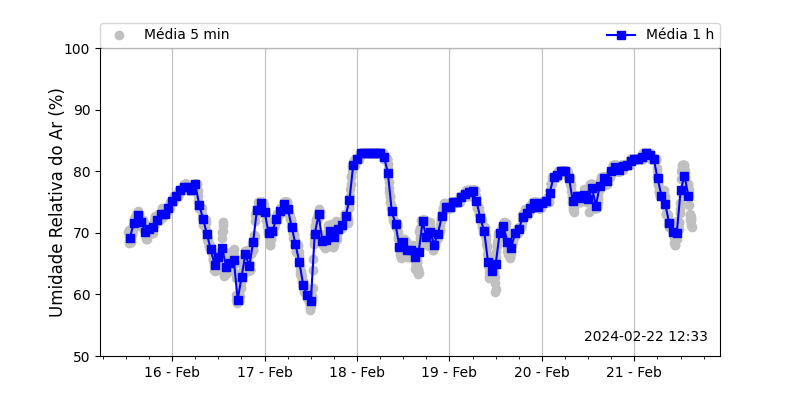 Média 5 min
Média 1 h
Umidade Relativa do Ar (%)
100
90
80
70
60
50
2024-02-22 12:33
16 - Feb
17 - Feb
18 - Feb
19 - Feb
20 - Feb
21 - Feb